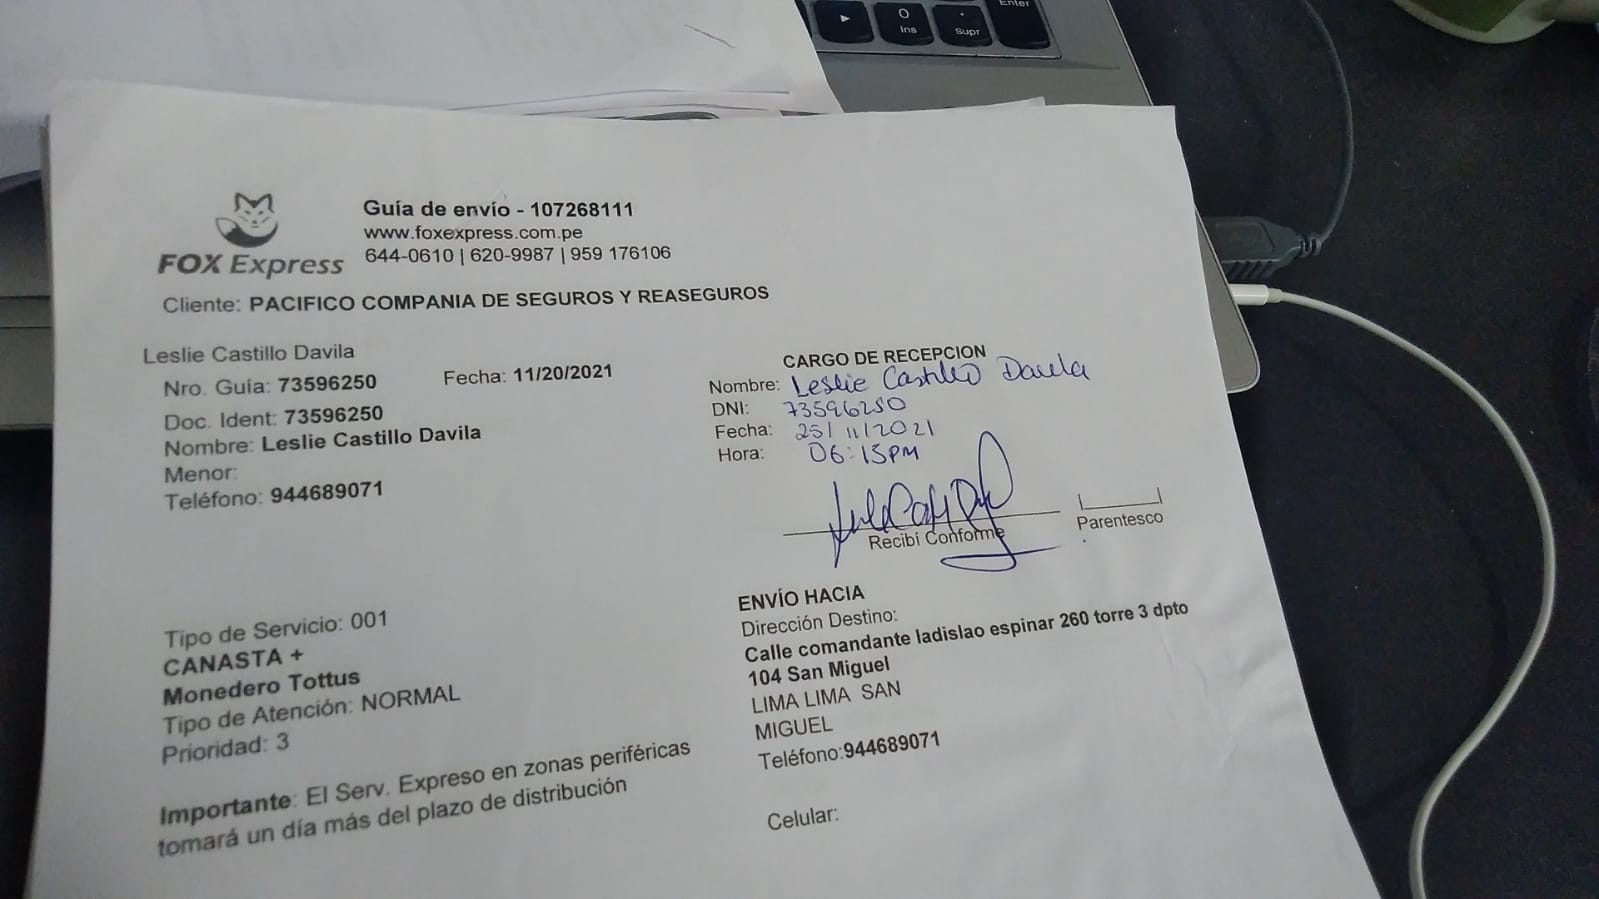 O
Ins
.
Supr
Enter
FOX Express
Guía de envío - 107268111
www.foxexpress.com.pe
644-0610 | 620-9987 | 959 176106
Cliente: PACIFICO COMPANIA DE SEGUROS Y REASEGUROS
Leslie Castillo Davila
Nro. Guía: 73596250 Fecha: 11/20/2021
Doc. Ident: 73596250
Nombre: Leslie Castillo Davila
Menor:
Teléfono: 944689071
CARGO DE RECEPCION
Nombre: Leslie Castillo Davila
DNI: 73596250
Fecha: 25/11/2021
Hora: 06:15PM
Recibí Conforme
Parentesco
Tipo de Servicio: 001
CANASTA +
Monedero Tottus
Tipo de Atención: NORMAL
Prioridad: 3
Importante: El Serv. Expreso en zonas periféricas
tomará un día más del plazo de distribución
ENVÍO HACIA
Dirección Destino:
Calle comandante ladislao espinar 260 torre 3 dpto
104 San Miguel
LIMA LIMA SAN
MIGUEL
Teléfono:944689071
Celular: